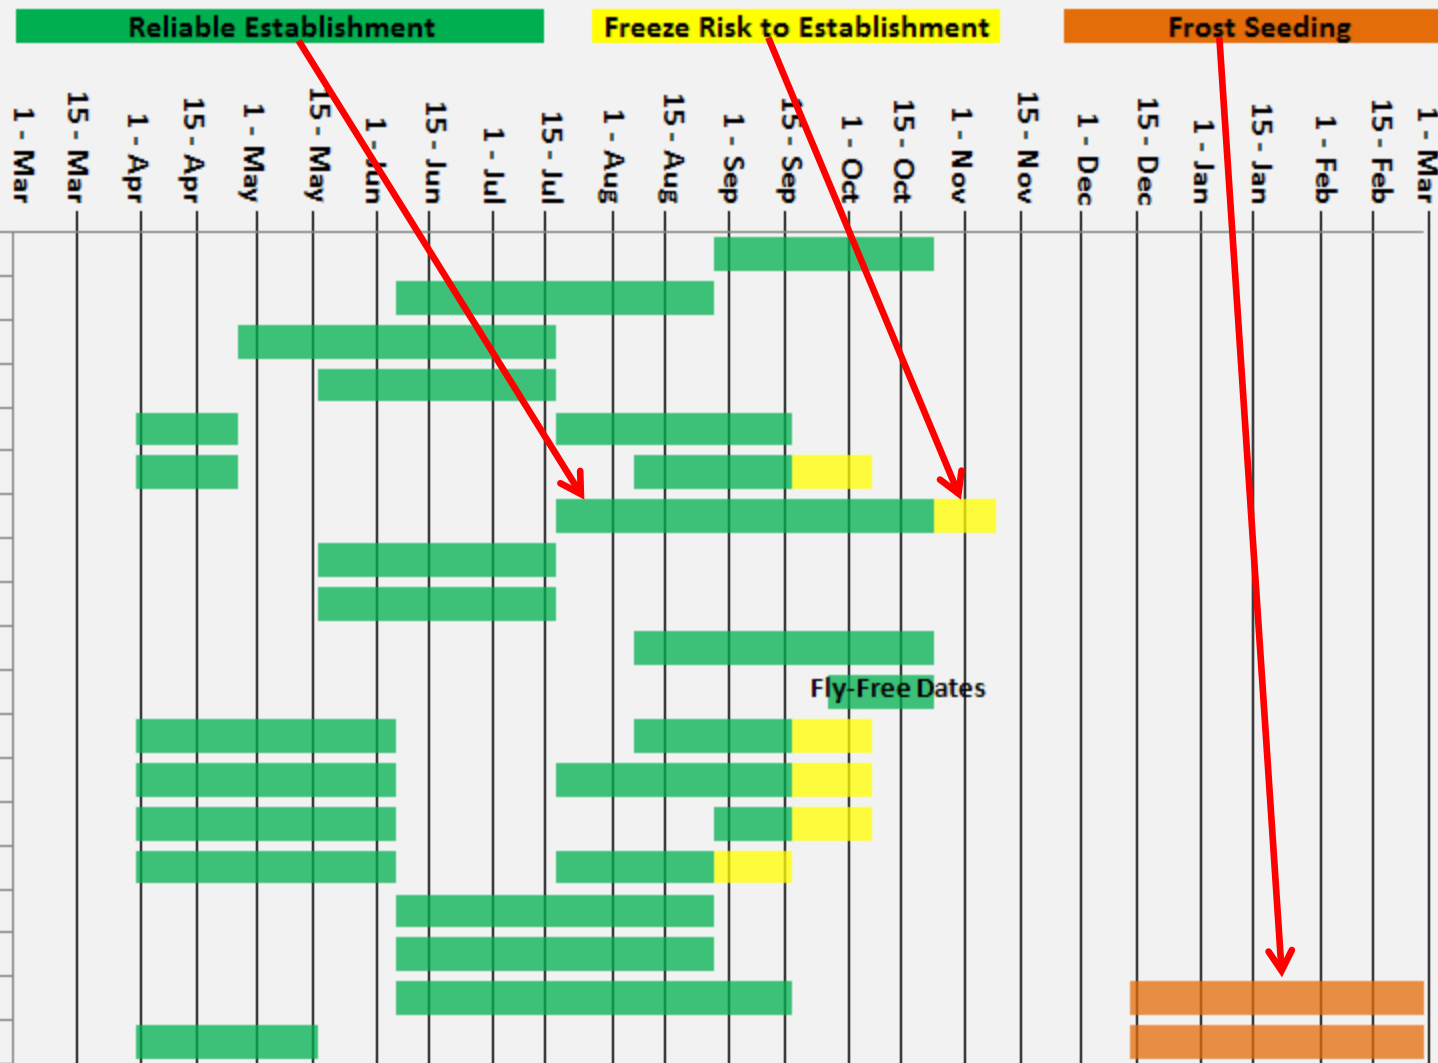 Reliable Establishment
Freeze Risk to Establishment
Frost Seeding
1 - Mar
15 - Mar
1 - Apr
15 - Apr
1 - May
15 - May
1 - Jun
15 - Jun
1 - Jul
15 - Jul
1 - Aug
15 - Aug
1 - Sep
15 - Sep
1 - Oct
15 - Oct
1 - Nov
15 - Nov
1 - Dec
15 - Dec
1 - Jan
15 - Jan
1 - Feb
15 - Feb
1 - Mar
Fly-Free Dates